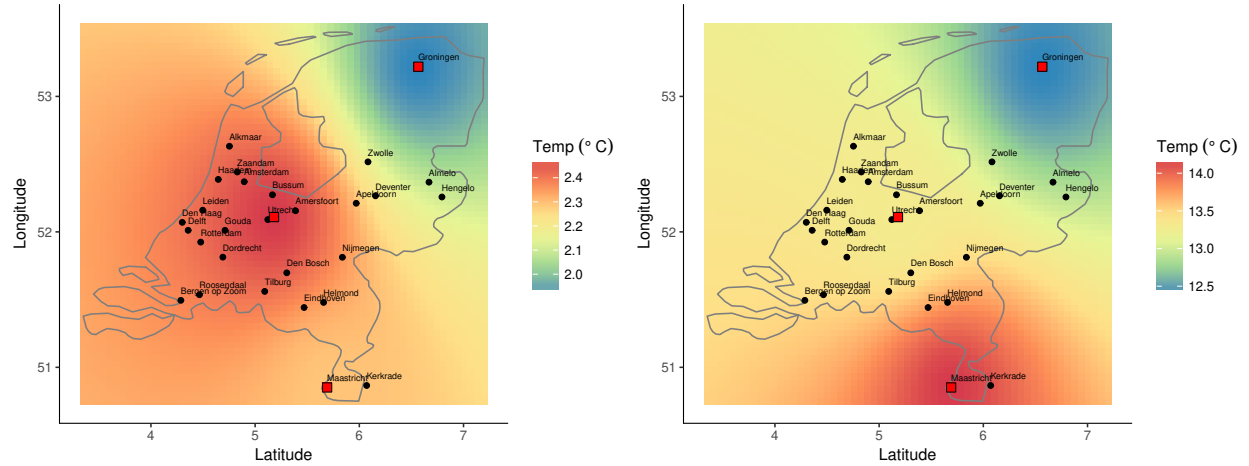 Groningen
53
Alkmaar
Zwolle
Zaandam
Haarlem
Amsterdam
Almelo
Bussum
Deventer
Hengelo
Apeldoorn
Leiden
Amersfoort
Den Haag
Utrecht
Delft
Gouda
52
Rotterdam
Dordrecht
Nijmegen
Den Bosch
Roosendaal
Tilburg
Bergen op Zoom
Helmond
Eindhoven
51
Maastricht
Kerkrade
4 5 6 7
Latitude
Longitude
Temp (° C)
2.4
2.3
2.2
2.1
2.0
Groningen
53
Alkmaar
Zwolle
Zaandam
Haarlem
Amsterdam
Almelo
Bussum
Deventer
Hengelo
Apeldoorn
Leiden
Amersfoort
Den Haag
Utrecht
Delft
Gouda
52
Rotterdam
Dordrecht
Nijmegen
Den Bosch
Roosendaal
Tilburg
Bergen op Zoom
Helmond
Eindhoven
51
Maastricht
Kerkrade
4 5 6 7
Latitude
Longitude
Temp (° C)
14.0
13.5
13.0
12.5